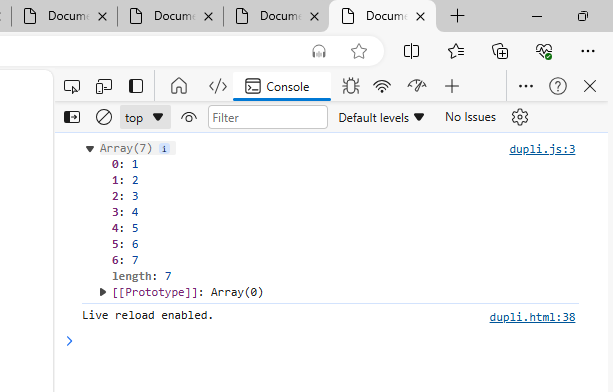 Docume Docume Docume Docume
Console
top Filter Default levels No Issues
Array(7) i dupli.js:3
0: 1
1: 2
2: 3
3: 4
4: 5
5: 6
6: 7
length: 7
[[Prototype]]: Array(0)
Live reload enabled. dupli.html:38